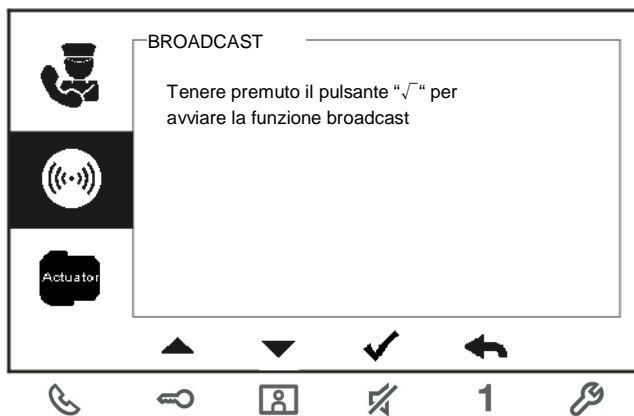 BROADCAST
Tenere premuto il pulsante “√“ per
avviare la funzione broadcast
Actuator
1